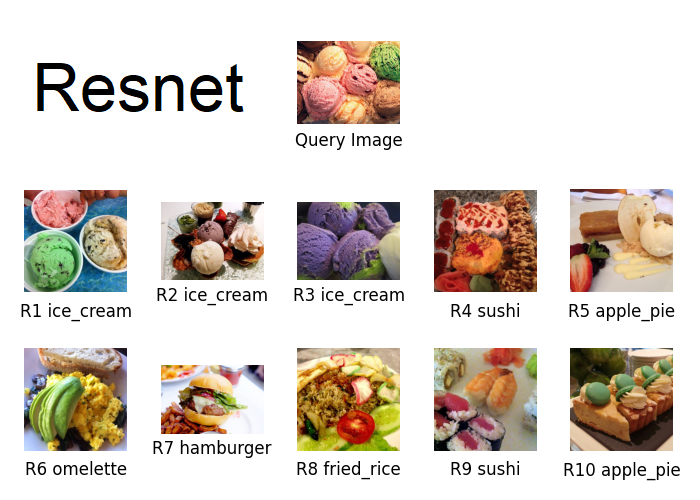 Resnet
Query Image
R1 ice_cream
R2 ice_cream
R3 ice_cream
R4 sushi
R5 apple_pie
R6 omelette
R7 hamburger
R8 fried_rice
R9 sushi
R10 apple_pie